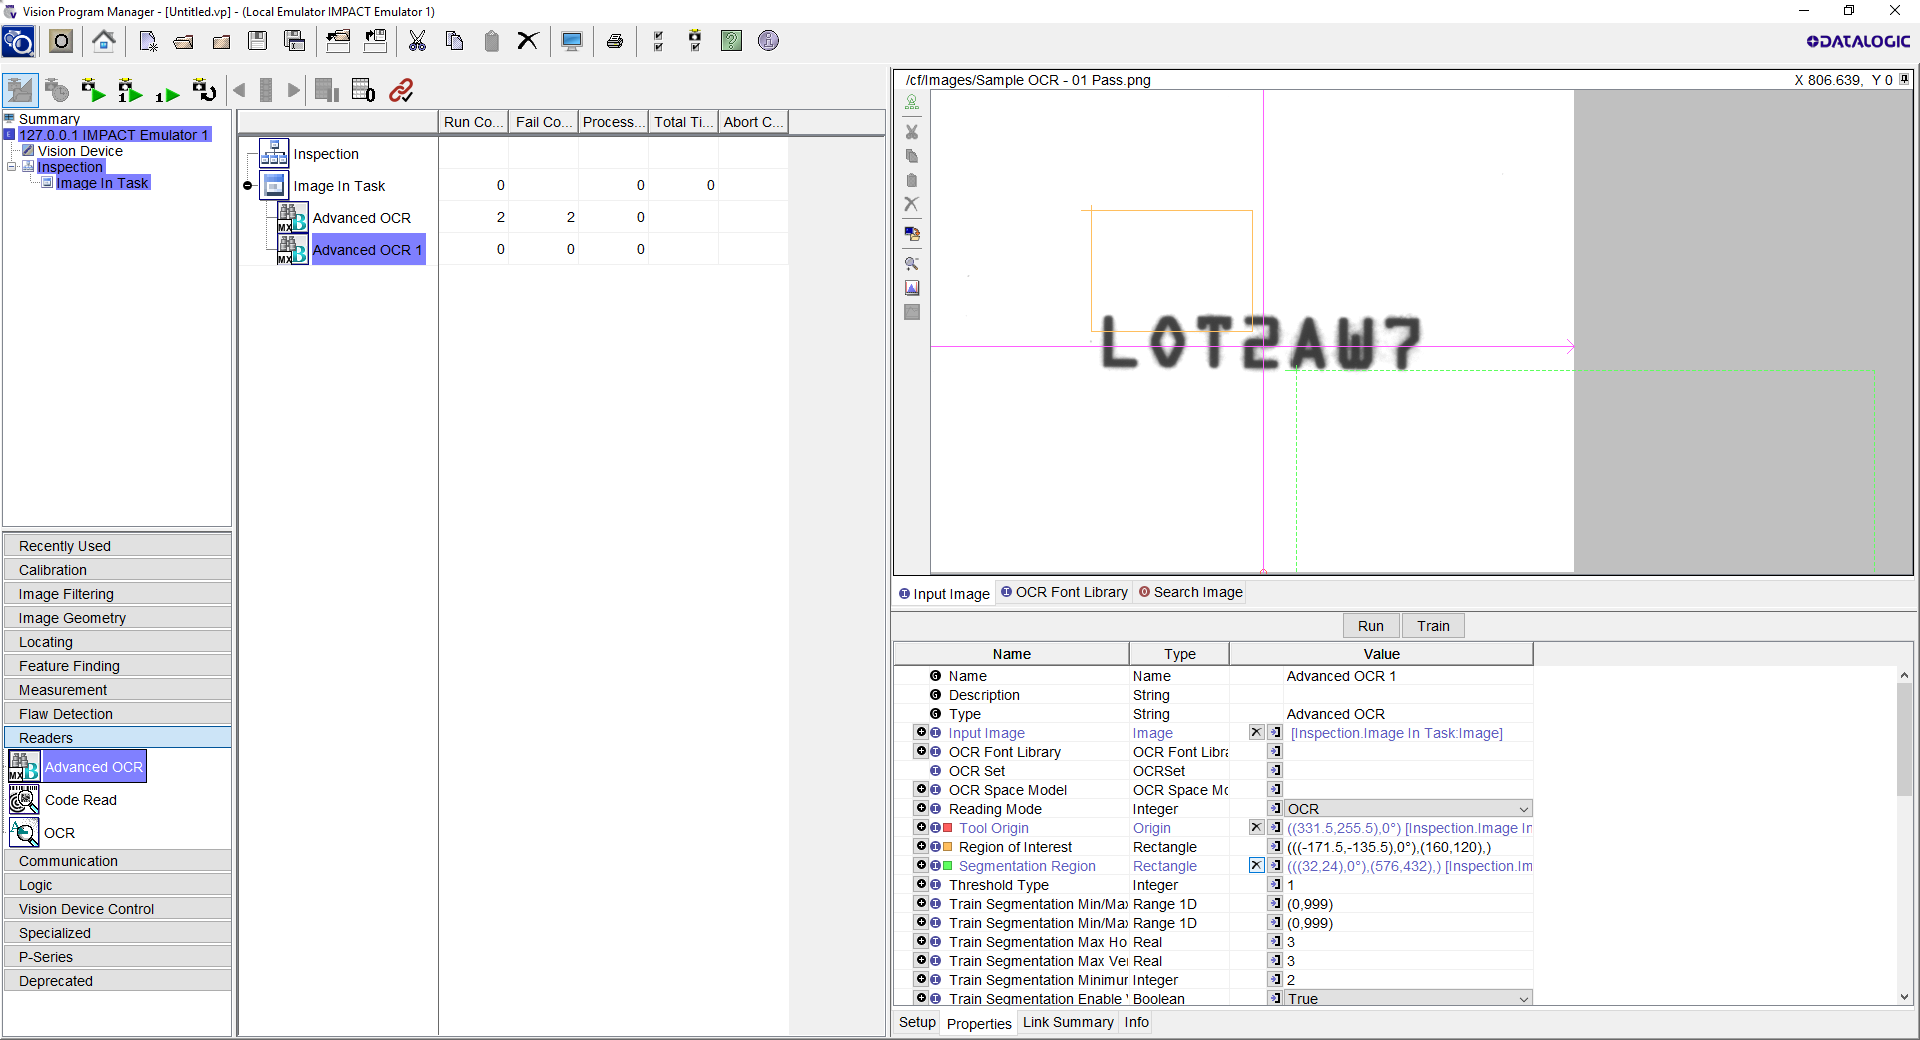 Vision Program Manager - [Untitled.vp] - (Local Emulator IMPACT Emulator 1)
DATALOGIC
Summary
127.0.0.1 IMPACT Emulator 1
Vision Device
Inspection
Image In Task
Recently Used
Calibration
Image Filtering
Image Geometry
Locating
Feature Finding
Measurement
Flaw Detection
Readers
Advanced OCR
Code Read
OCR
Communication
Logic
Vision Device Control
Specialized
P-Series
Deprecated
Run Co... Fail Co... Process... Total Ti... Abort C...
Inspection
Image In Task 0 0 0
Advanced OCR 2 2 0
Advanced OCR 1 0 0 0
/cf/Images/Sample OCR - 01 Pass.png X 806.639, Y 0
LOT2AW7
Input Image OCR Font Library Search Image
Run Train
Name Type Value
Name Name Advanced OCR 1
Description String
Type String Advanced OCR
Input Image Image [Inspection.Image In Task:Image]
OCR Font Library OCR Font Libra
OCR Set OCRSet
OCR Space Model OCR Space Mo
Reading Mode Integer OCR
Tool Origin Origin ((331.5,255.5),0°) [Inspection.Image In
Region of Interest Rectangle (((-171.5,-135.5),0°),(160,120),)
Segmentation Region Rectangle (((32,24),0°),(576,432),) [Inspection.Im
Threshold Type Integer 1
Train Segmentation Min/Max Range 1D (0,999)
Train Segmentation Min/Max Range 1D (0,999)
Train Segmentation Max Ho Real 3
Train Segmentation Max Ver Real 3
Train Segmentation Minimum Integer 2
Train Segmentation Enable V Boolean True
Setup Properties Link Summary Info